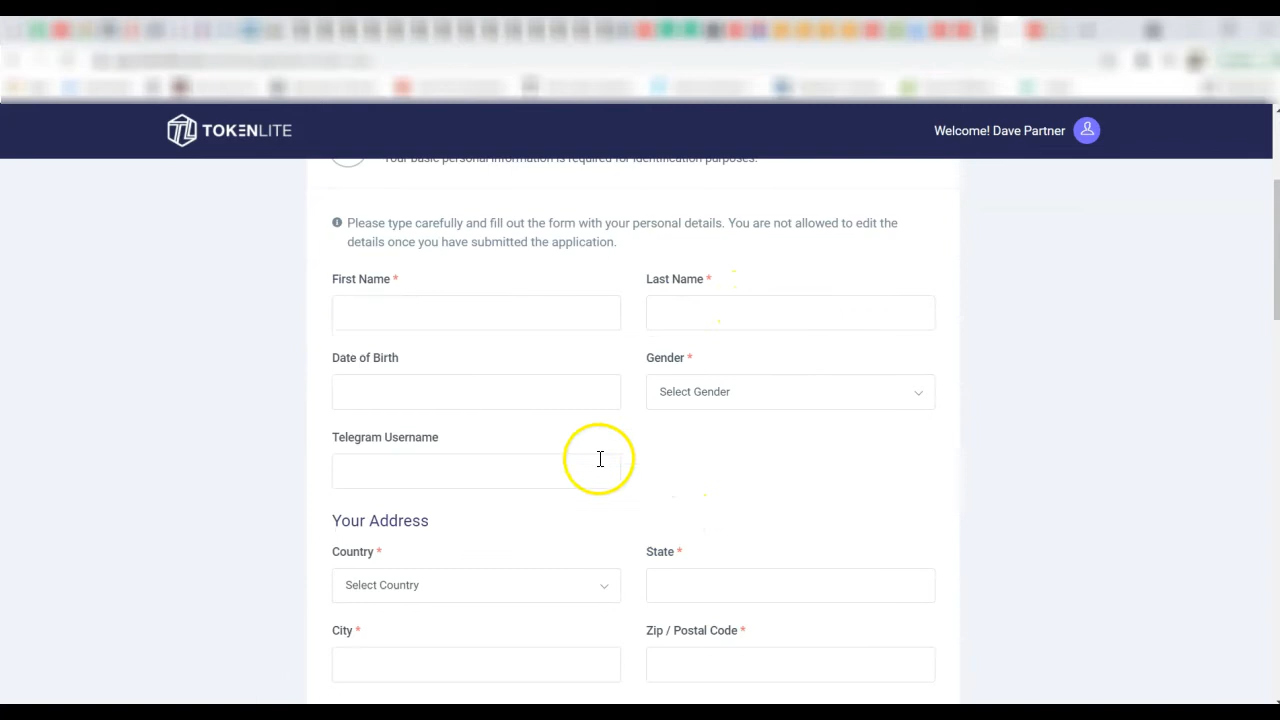 TOKENLITE
Welcome! Dave Partner
Your basic personal information is required for identification purposes.
Please type carefully and fill out the form with your personal details. You are not allowed to edit the
details once you have submitted the application.
First Name *
Last Name *
Date of Birth
Gender *
Select Gender
Telegram Username
Your Address
Country *
State *
Select Country
City *
Zip / Postal Code *